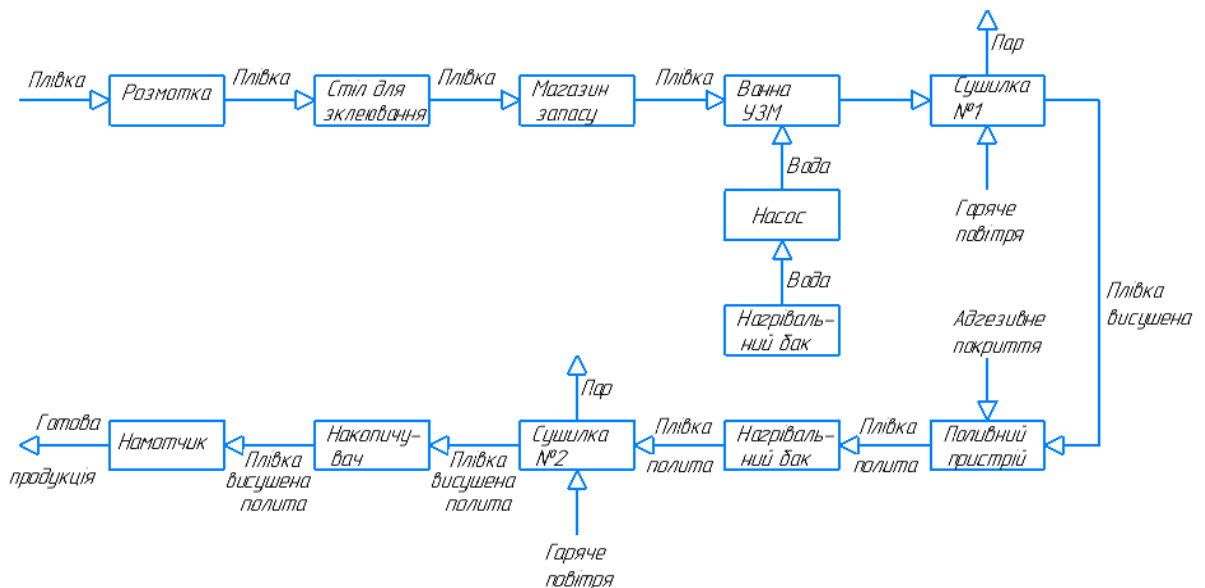 Плівка
Розмотка
Плівка
Стіл для
зклеювання
Плівка
Магазин
запасу
Плівка
Ванна
УЗМ
Пар
Сушилка
№1
Вода
Насос
Вода
Нагріваль-
ний бак
Гаряче
повітря
Плівка
висушена
Адгезивне
покриття
Поливний
пристрій
Плівка
полита
Нагріваль-
ний бак
Плівка
полита
Пар
Сушилка
№2
Гаряче
повітря
Плівка
висушена
полита
Накопичу-
вач
Плівка
висушена
полита
Намотчик
Готова
продукція